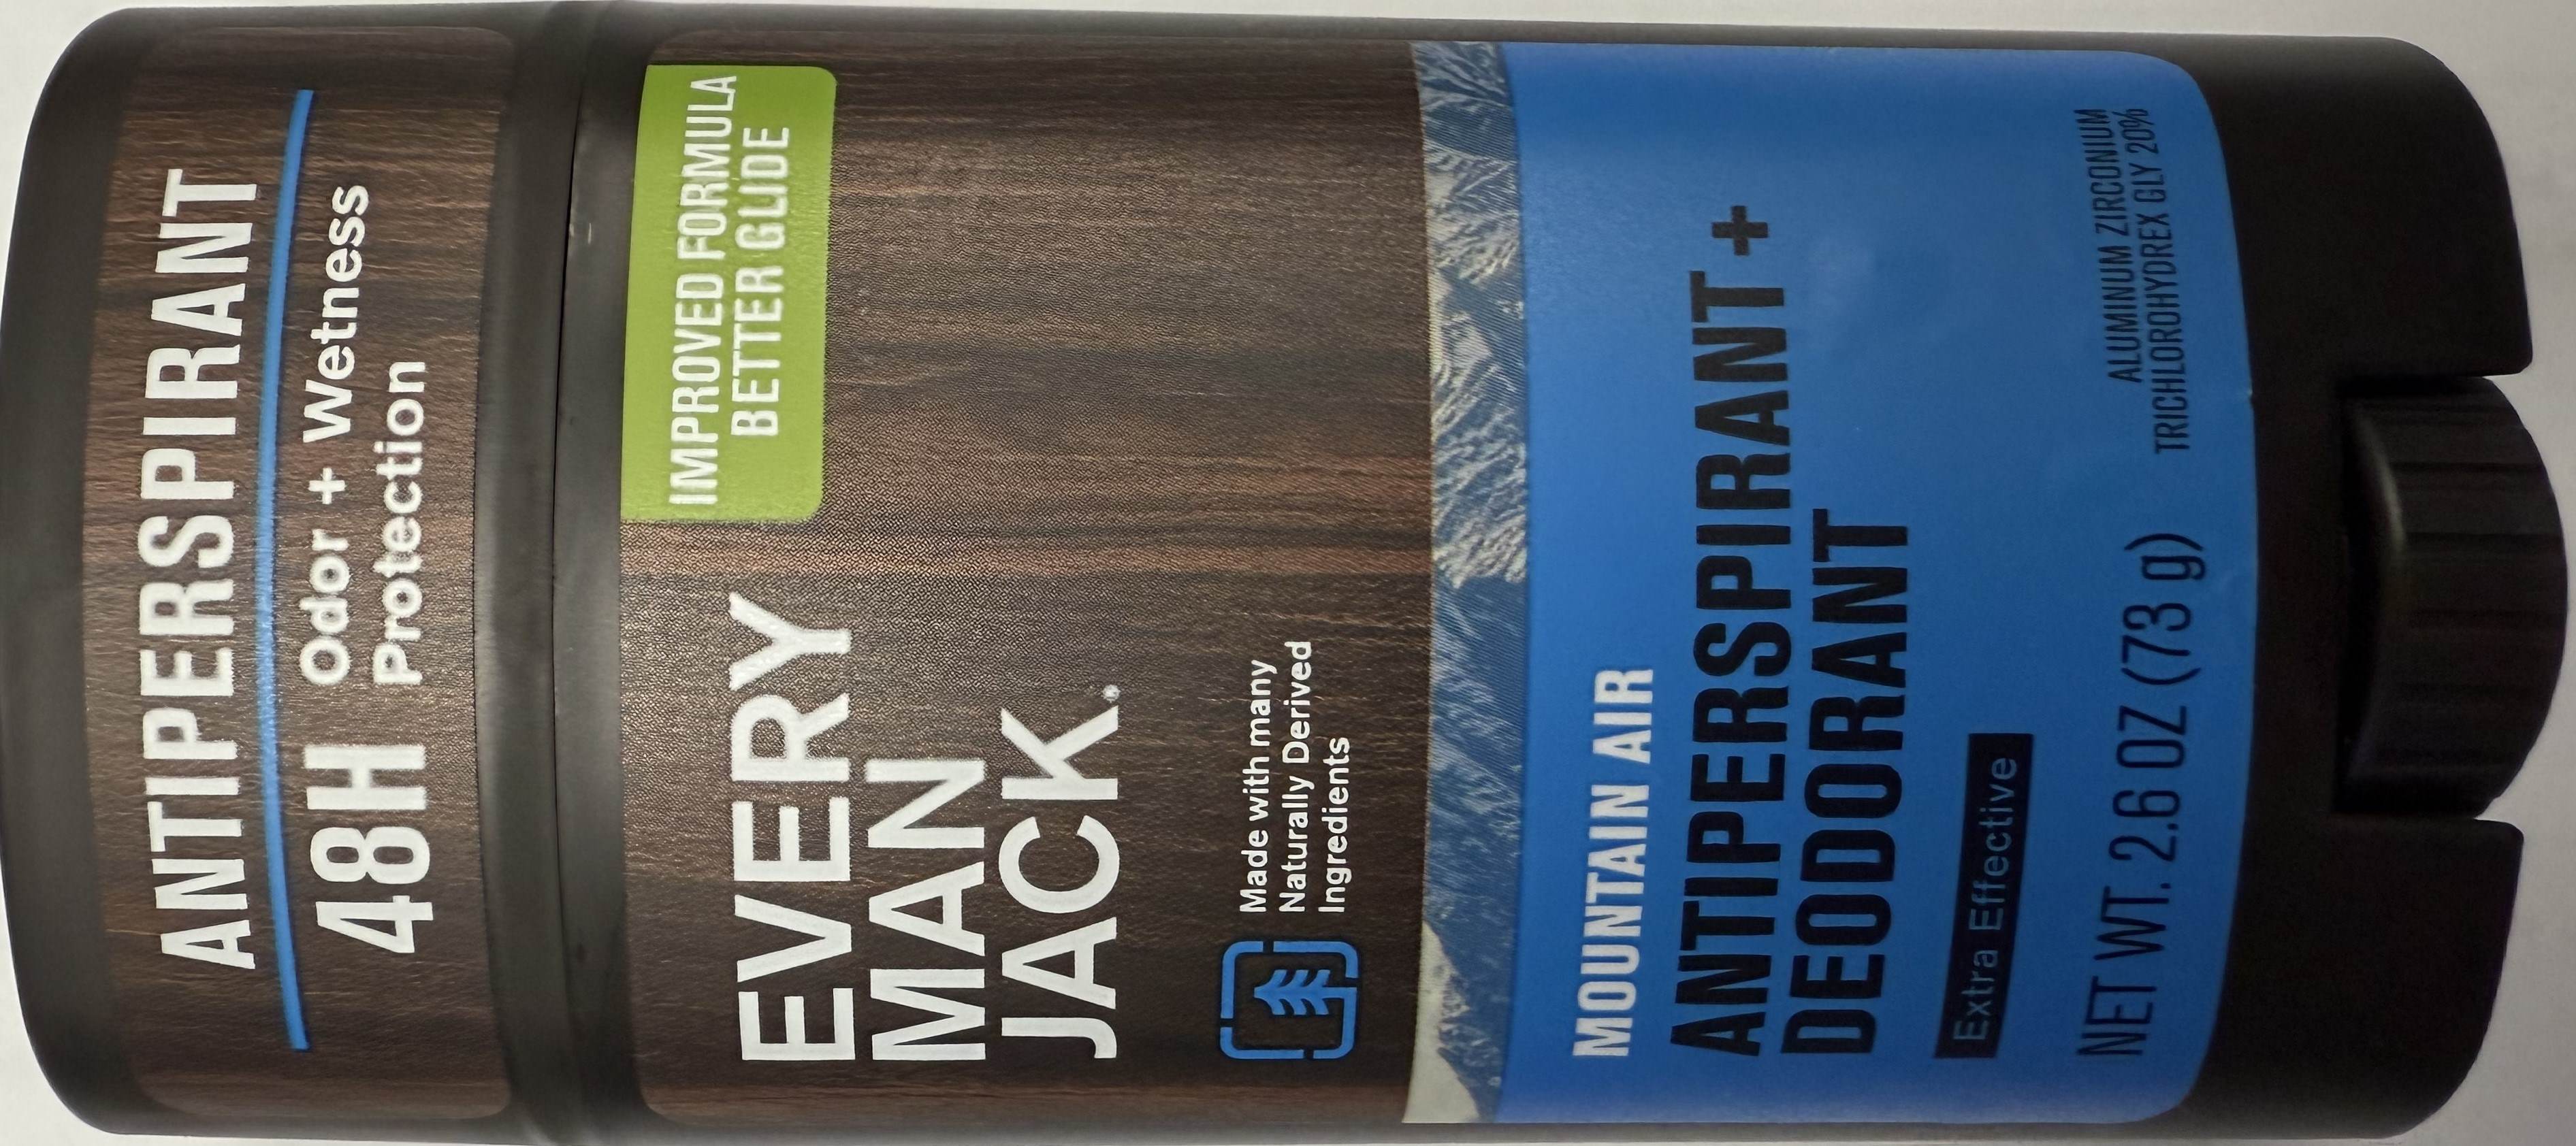 ANTIPERSPIRANT
48H
Odor + Wetness
Protection
IMPROVED FORMULA
BETTER GLIDE
EVERY
MAN
JACK®
Made with many
Naturally Derived
Ingredients
MOUNTAIN AIR
ANTIPERSPIRANT +
DEODORANT
Extra Effective
NET WT. 2.6 OZ (73 g)
ALUMINUM ZIRCONIUM
TRICHLOROHYDREX GLY 20%